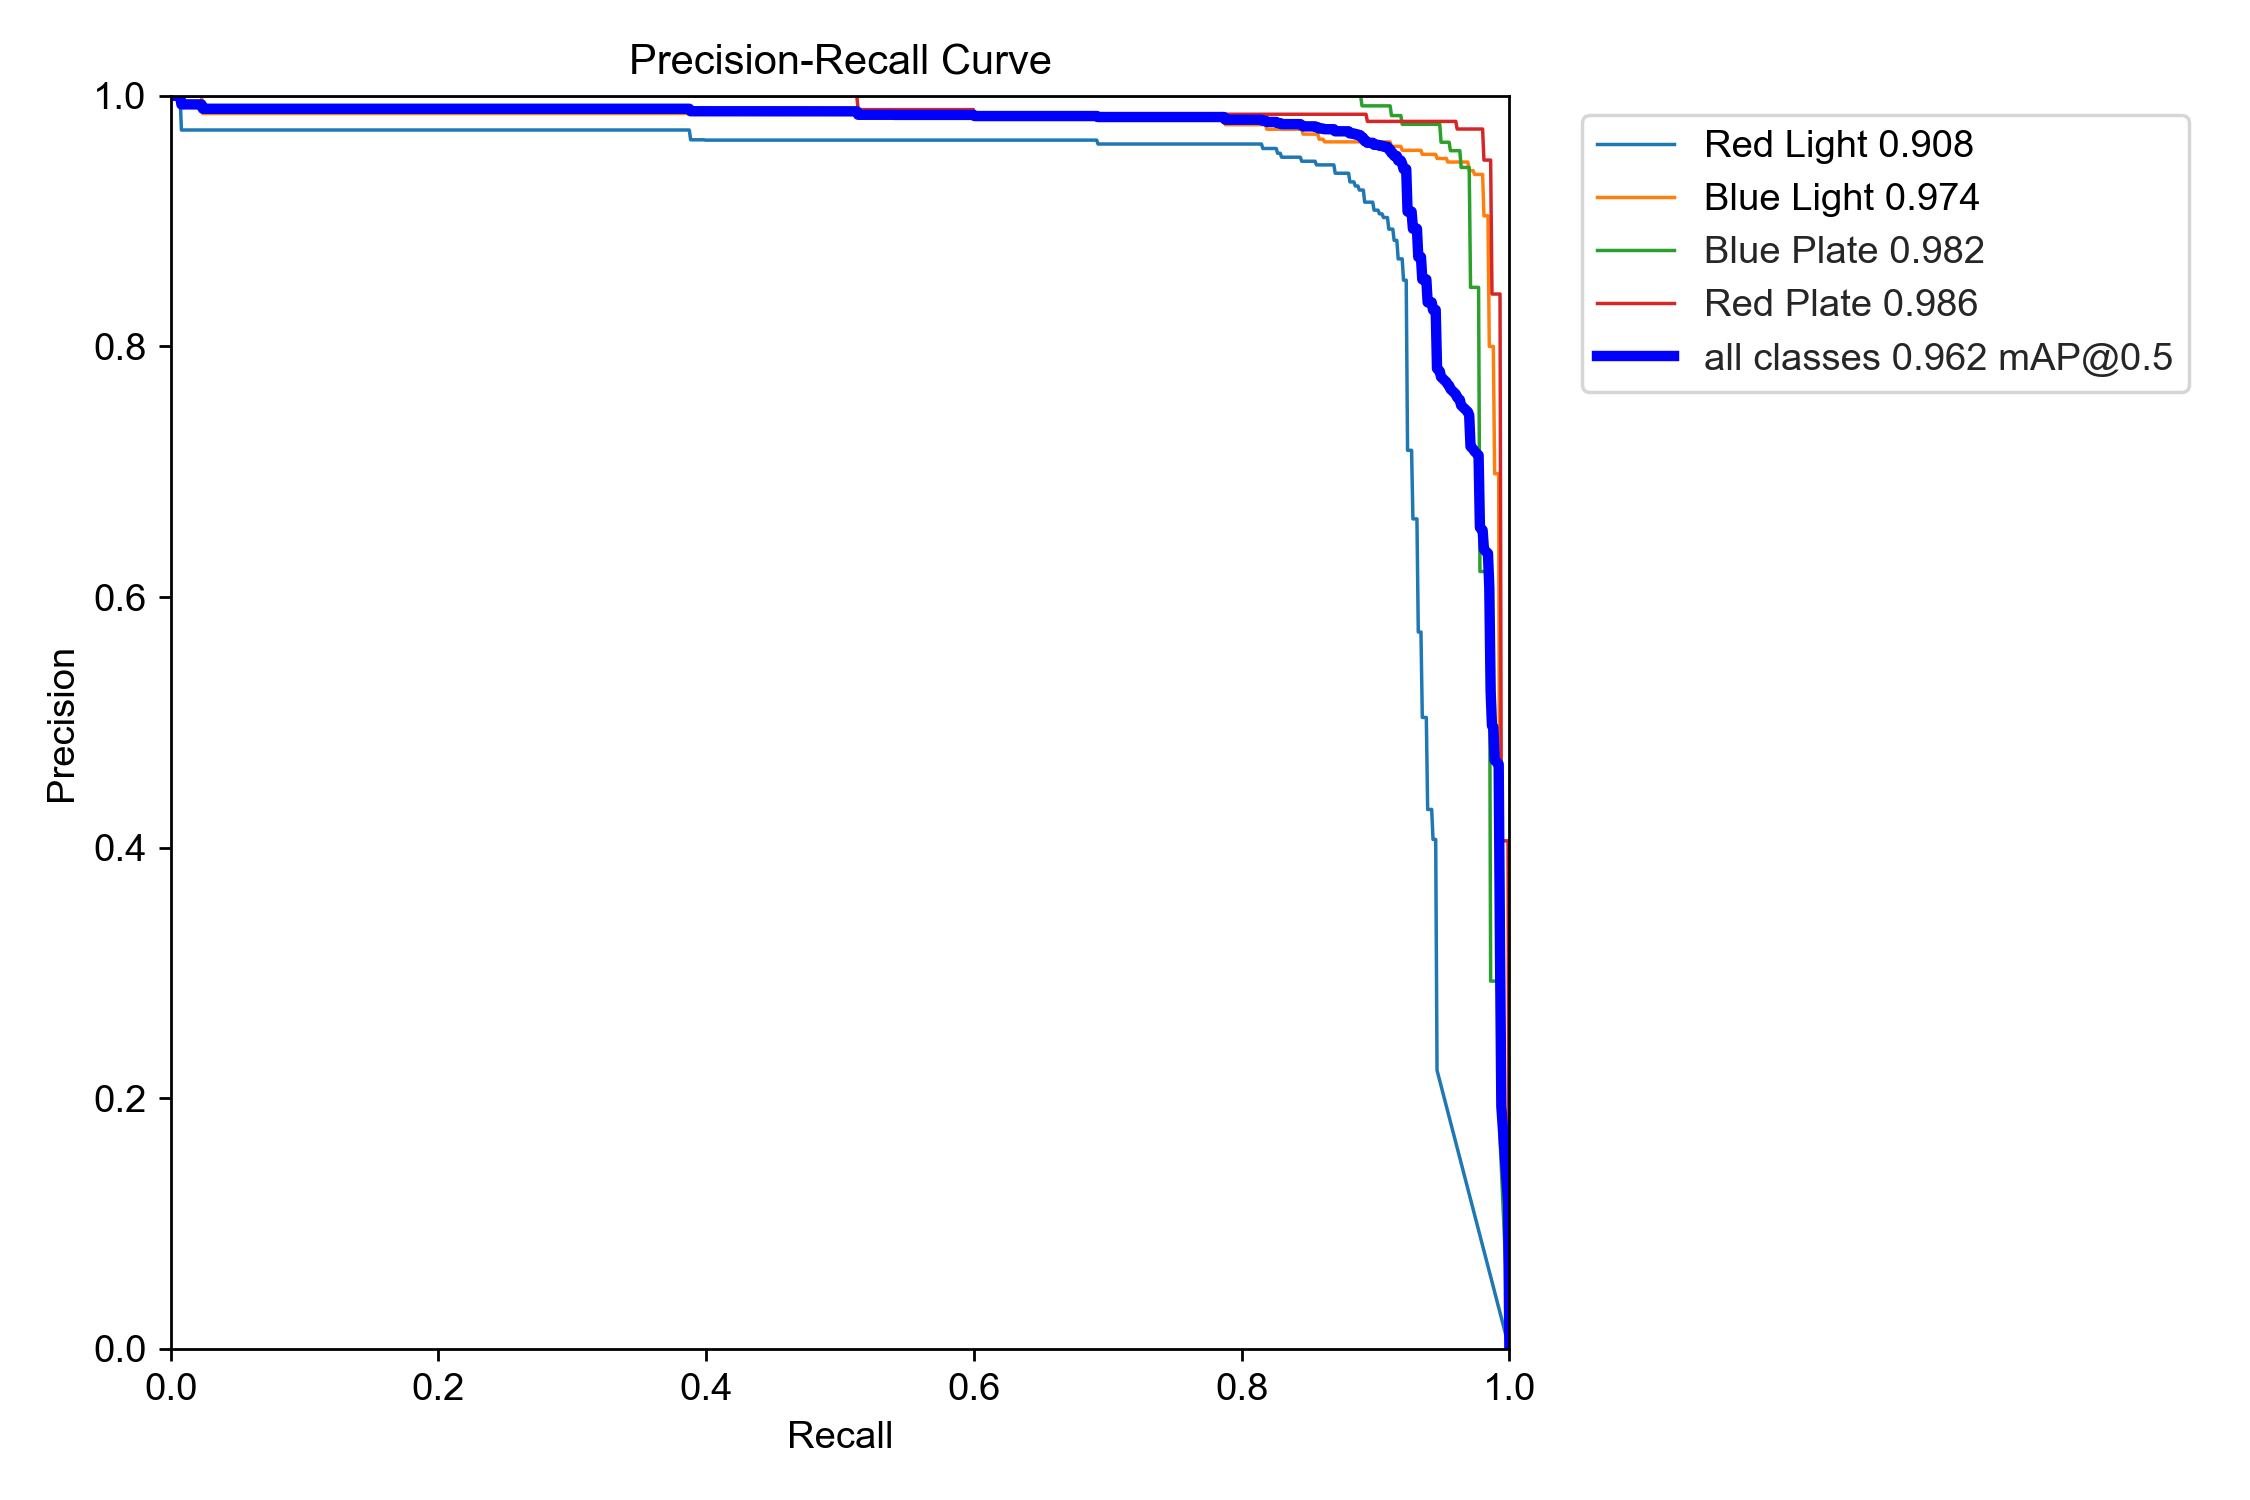 Precision-Recall Curve
1.0
0.8
0.6
0.4
0.2
0.0
Precision
0.0 0.2 0.4 0.6 0.8 1.0
Recall
Red Light 0.908
Blue Light 0.974
Blue Plate 0.982
Red Plate 0.986
all classes 0.962 mAP@0.5